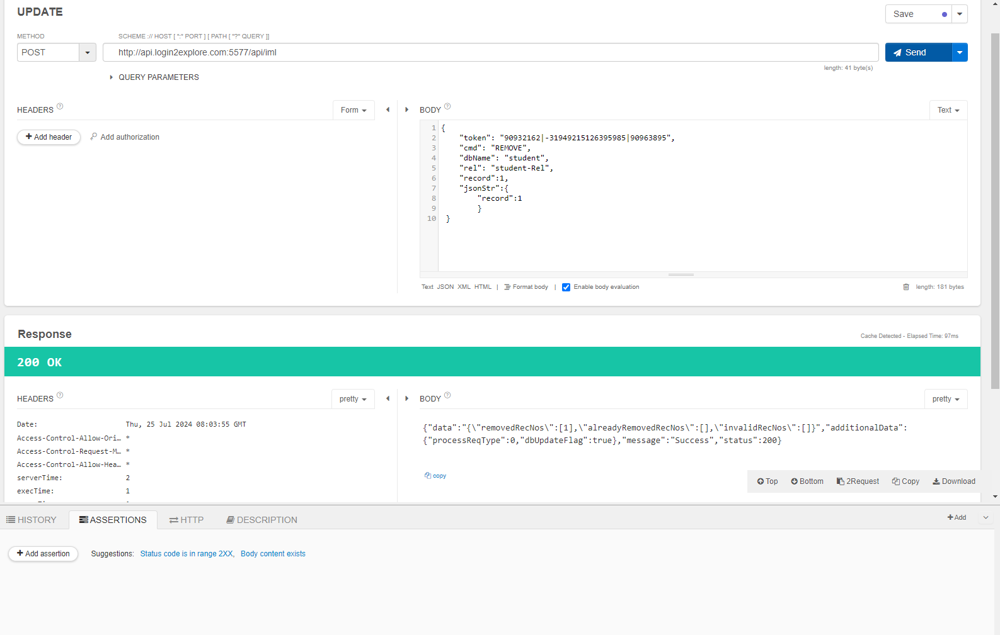 UPDATE
Save
METHOD
SCHEME :// HOST [ ":" PORT ] [ PATH [ "?" QUERY ]]
POST
http://api.login2explore.com:5577/api/iml
Send
length: 41 byte(s)
QUERY PARAMETERS
HEADERS ?
Form
BODY ?
Text
Add header
Add authorization
1 {
2 "token": "90932162|-31949215126395985|90963895",
3 "cmd": "REMOVE",
4 "dbName": "student",
5 "rel": "student-Rel",
6 "record":1,
7 "jsonStr":{
8 "record":1
9 }
10 }
Text JSON XML HTML | Format body | Enable body evaluation
length: 181 bytes
Response
Cache Detected - Elapsed Time: 97ms
200 OK
HEADERS ?
pretty
BODY ?
pretty
Date: Thu, 25 Jul 2024 08:03:55 GMT
Access-Control-Allow-Ori... *
Access-Control-Request-M... *
Access-Control-Allow-Hea... *
serverTime: 2
execTime: 1
{"data":"{\"removedRecNos\":[1],\"alreadyRemovedRecNos\":[],\"invalidRecNos\":[]}","additionalData":
{"processReqType":0,"dbUpdateFlag":true},"message":"Success","status":200}
copy
Top Bottom 2Request Copy Download
HISTORY ASSERTIONS HTTP DESCRIPTION
Add
Add assertion
Suggestions: Status code is in range 2XX, Body content exists